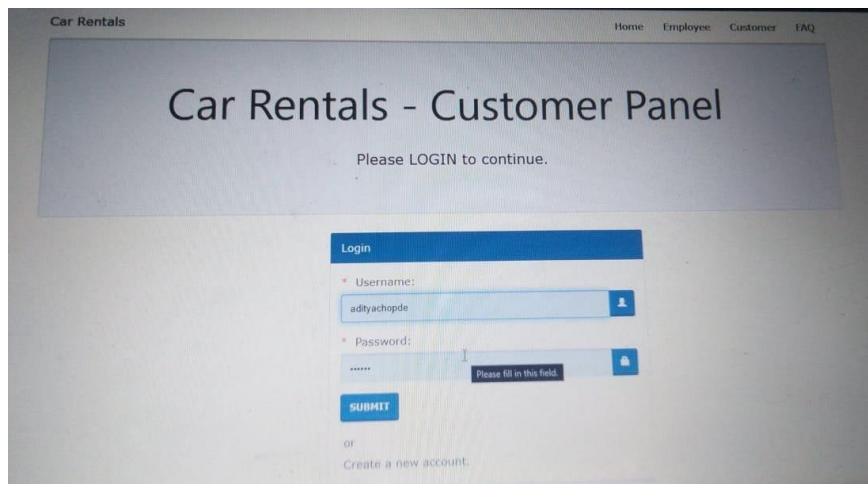 Car Rentals
Home Employee Customer FAQ
Car Rentals - Customer Panel
Please LOGIN to continue.
Login
* Username:
adityachopde
* Password:
••••••
Please fill in this field.
SUBMIT
or
Create a new account.